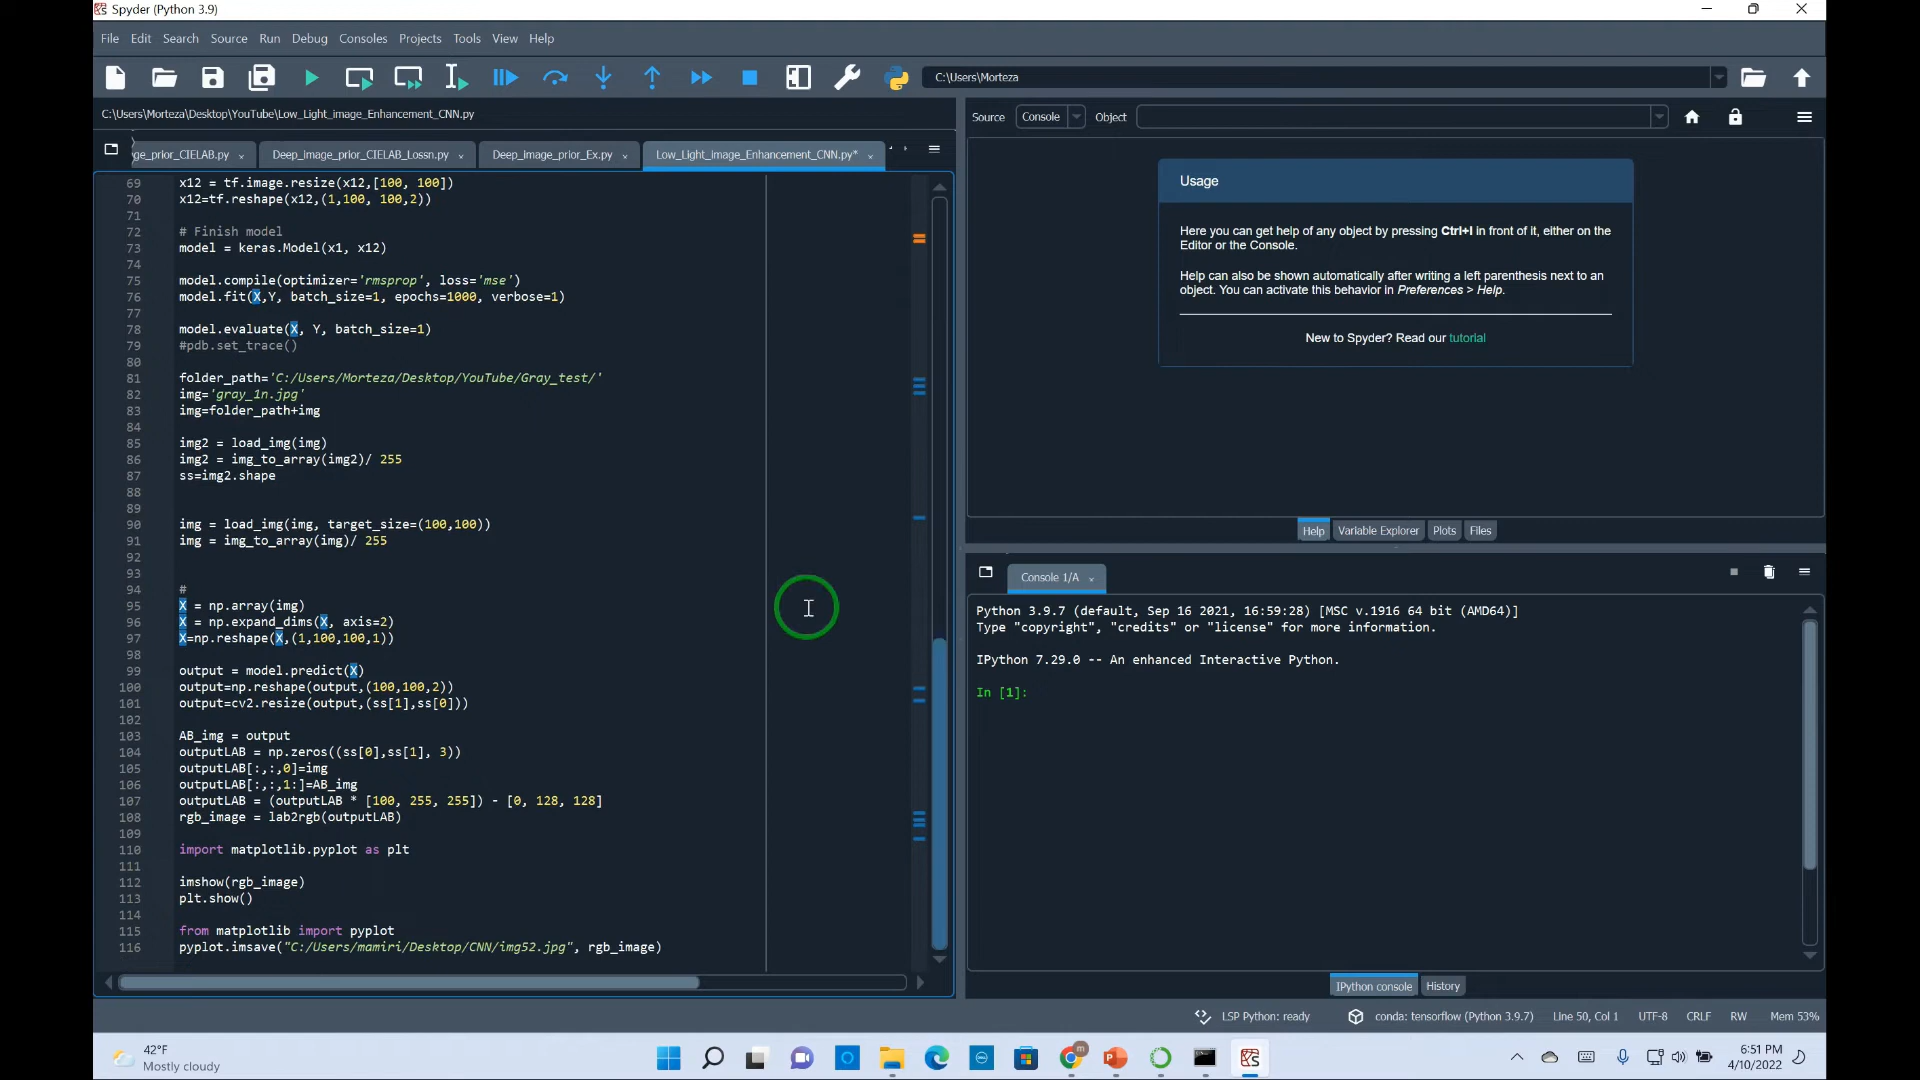 Spyder (Python 3.9)
File Edit Search Source Run Debug Consoles Projects Tools View Help
C:\Users\Morteza
C:\Users\Morteza\Desktop\YouTube\Low_Light_image_Enhancement_CNN.py
ge_prior_CIELAB.py Deep_Image_prior_CIELAB_Lossn.py Deep_Image_prior_Ex.py Low_Light_image_Enhancement_CNN.py*
69 x12 = tf.image.resize(x12,[100, 100])
70 x12=tf.reshape(x12,(1,100, 100,2))
71
72 # Finish model
73 model = keras.Model(x1, x12)
74
75 model.compile(optimizer='rmsprop', loss='mse')
76 model.fit(X,Y, batch_size=1, epochs=1000, verbose=1)
77
78 model.evaluate(X, Y, batch_size=1)
79 #pdb.set_trace()
80
81 folder_path='C:/Users/Morteza/Desktop/YouTube/Gray_test/'
82 img='gray_1n.jpg'
83 img=folder_path+img
84
85 img2 = load_img(img)
86 img2 = img_to_array(img2)/ 255
87 ss=img2.shape
88
89
90 img = load_img(img, target_size=(100,100))
91 img = img_to_array(img)/ 255
92
93
94 #
95 X = np.array(img)
96 X = np.expand_dims(X, axis=2)
97 X=np.reshape(X,(1,100,100,1))
98
99 output = model.predict(X)
100 output=np.reshape(output,(100,100,2))
101 output=cv2.resize(output,(ss[1],ss[0]))
102
103 AB_img = output
104 outputLAB = np.zeros((ss[0],ss[1], 3))
105 outputLAB[:,:,0]=img
106 outputLAB[:,:,1:]=AB_img
107 outputLAB = (outputLAB * [100, 255, 255]) - [0, 128, 128]
108 rgb_image = lab2rgb(outputLAB)
109
110 import matplotlib.pyplot as plt
111
112 imshow(rgb_image)
113 plt.show()
114
115 from matplotlib import pyplot
116 pyplot.imsave("C:/Users/mamiri/Desktop/CNN/img52.jpg", rgb_image)
Source Console Object
Usage
Here you can get help of any object by pressing Ctrl+I in front of it, either on the
Editor or the Console.
Help can also be shown automatically after writing a left parenthesis next to an
object. You can activate this behavior in Preferences > Help.
New to Spyder? Read our tutorial
Help Variable Explorer Plots Files
Console 1/A
Python 3.9.7 (default, Sep 16 2021, 16:59:28) [MSC v.1916 64 bit (AMD64)]
Type "copyright", "credits" or "license" for more information.
IPython 7.29.0 -- An enhanced Interactive Python.
In [1]:
IPython console History
LSP Python: ready conda: tensorflow (Python 3.9.7) Line 50, Col 1 UTF-8 CRLF RW Mem 53%
42°F
Mostly cloudy
6:51 PM
4/10/2022